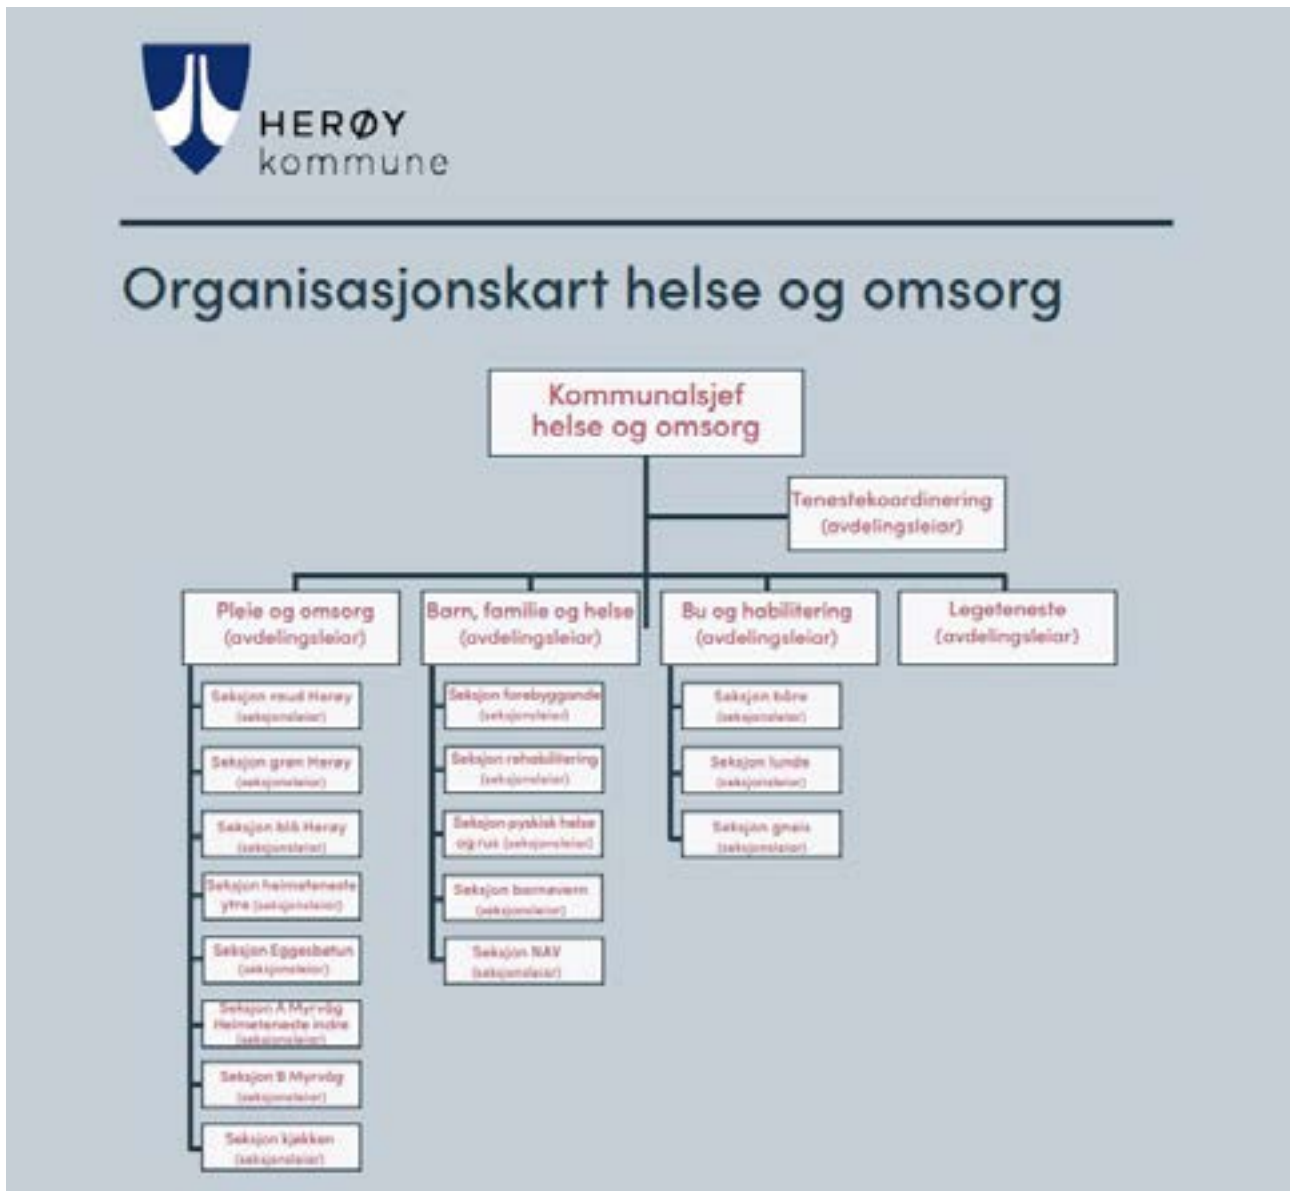 HERØY
kommune
Organisasjonskart helse og omsorg
Kommunalsjef
helse og omsorg
Tenestekoordinering
(avdelingsleiar)
Pleie og omsorg
(avdelingsleiar)
Barn, familie og helse
(avdelingsleiar)
Bu og habilitering
(avdelingsleiar)
Legeteneste
(avdelingsleiar)
Seksjon raud Herøy
(seksjonsleiar)
Seksjon grøn Herøy
(seksjonsleiar)
Seksjon blå Herøy
(seksjonsleiar)
Seksjon heimeteneste
ytre (seksjonsleiar)
Seksjon Eggesbøtun
(seksjonsleiar)
Seksjon A Myrvåg
Heimeteneste indre
(seksjonsleiar)
Seksjon B Myrvåg
(seksjonsleiar)
Seksjon kjøkken
(seksjonsleiar)
Seksjon førebyggande
(seksjonsleiar)
Seksjon rehabilitering
(seksjonsleiar)
Seksjon pyskisk helse
og rus (seksjonsleiar)
Seksjon barnevern
(seksjonsleiar)
Seksjon NAV
(seksjonsleiar)
Seksjon båre
(seksjonsleiar)
Seksjon lunde
(seksjonsleiar)
Seksjon gneis
(seksjonsleiar)